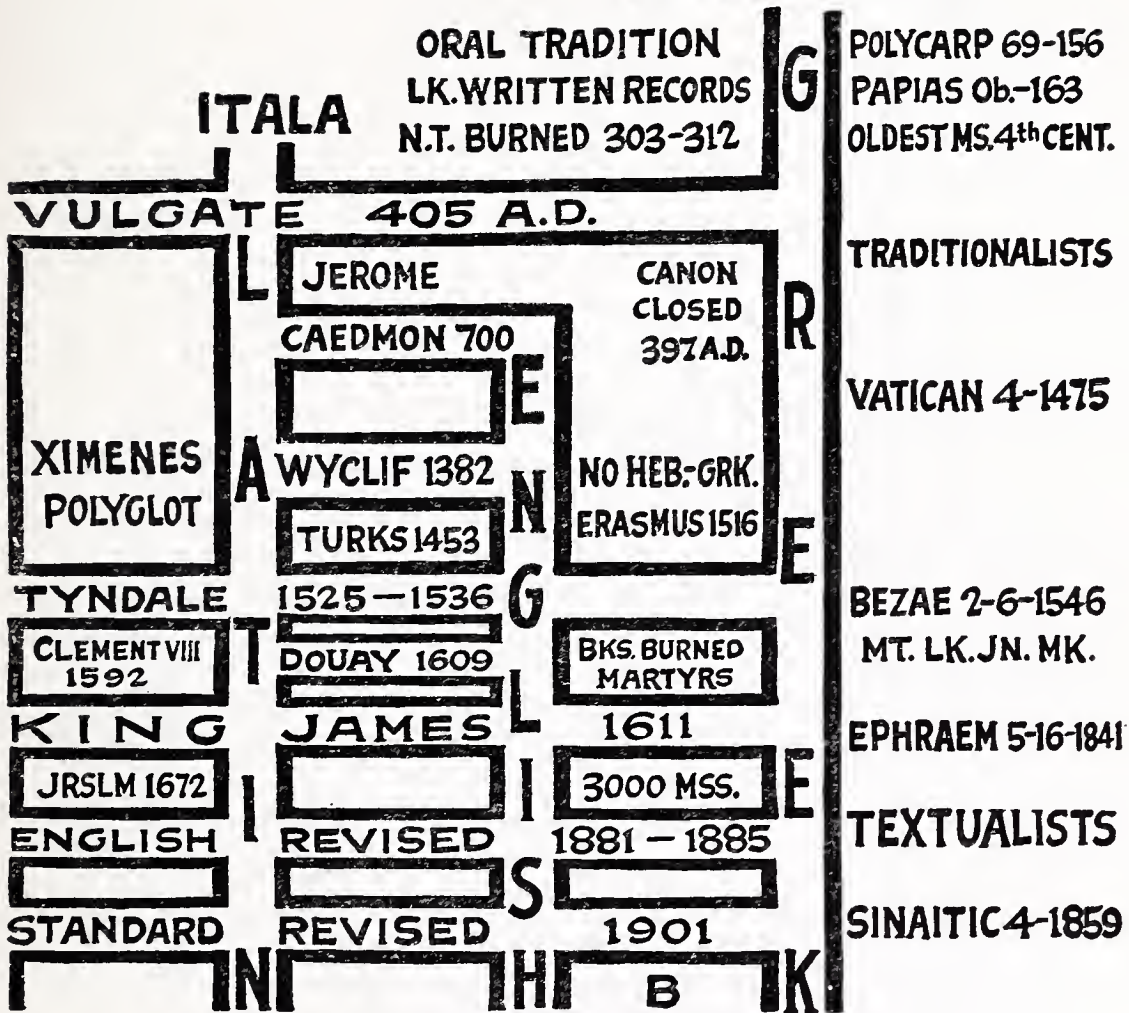 ORAL TRADITION
LK. WRITTEN RECORDS
N.T. BURNED 303-312
ITALA
VULGATE 405 A.D.
JEROME
CANON
CLOSED
397 A.D.
CAEDMON 700
XIMENES
POLYGLOT
WYCLIF 1382
NO HEB.-GRK.
ERASMUS 1516
TURKS 1453
TYNDALE 1525-1536
CLEMENT VIII
1592
DOUAY 1609
BKS. BURNED
MARTYRS
KING JAMES 1611
JRSLM 1672
3000 MSS.
ENGLISH REVISED 1881-1885
STANDARD REVISED 1901
B
LATIN
ENGLISH
GREEK
POLYCARP 69-156
PAPIAS Ob.-163
OLDEST MS. 4th CENT.
TRADITIONALISTS
VATICAN 4-1475
BEZAE 2-6-1546
MT. LK. JN. MK.
EPHRAEM 5-16-1841
TEXTUALISTS
SINAITIC 4-1859